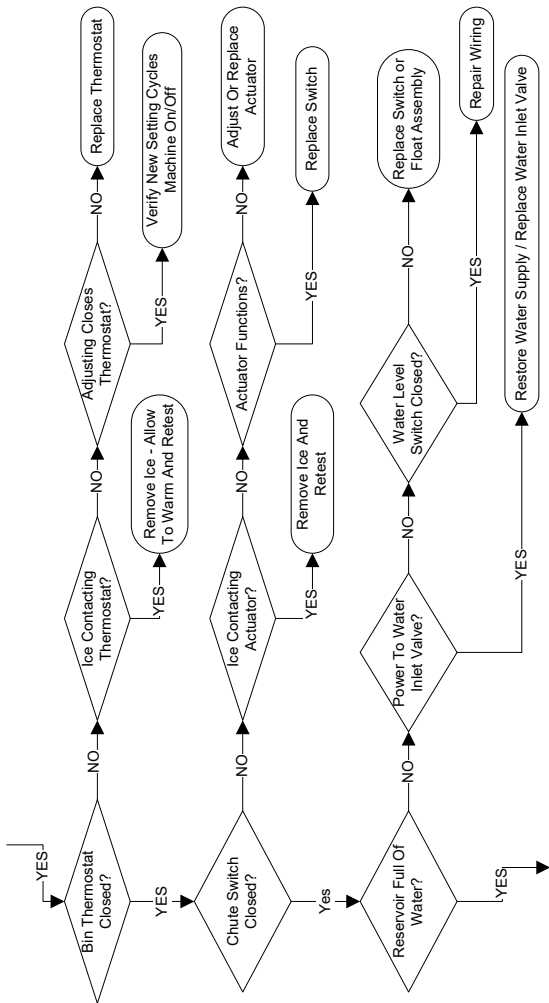 YES
Bin Thermostat
Closed?
NO
Ice Contacting
Thermostat?
NO
Adjusting Closes
Thermostat?
NO
Replace Thermostat
YES
Remove Ice - Allow
To Warm And Retest
YES
Verify New Setting Cycles
Machine On/Off
YES
Chute Switch
Closed?
NO
Ice Contacting
Actuator?
NO
Actuator Functions?
NO
Adjust Or Replace
Actuator
YES
Remove Ice And
Retest
YES
Replace Switch
Yes
Reservoir Full Of
Water?
NO
Power To Water
Inlet Valve?
NO
Water Level
Switch Closed?
NO
Replace Switch or
Float Assembly
YES
Repair Wiring
YES
Restore Water Supply / Replace Water Inlet Valve
YES